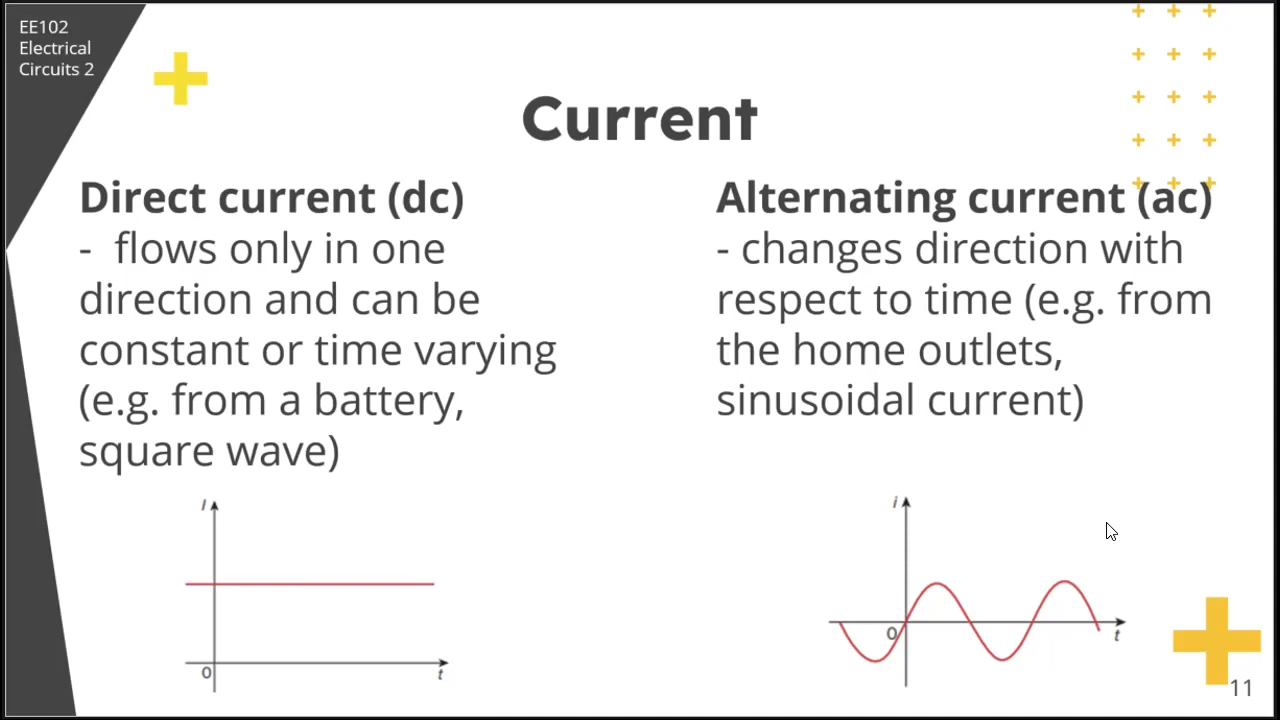 EE102
Electrical
Circuits 2
Current
Direct current (dc)
- flows only in one
direction and can be
constant or time varying
(e.g. from a battery,
square wave)
Alternating current (ac)
- changes direction with
respect to time (e.g. from
the home outlets,
sinusoidal current)
I
0
t
i
0
t
11